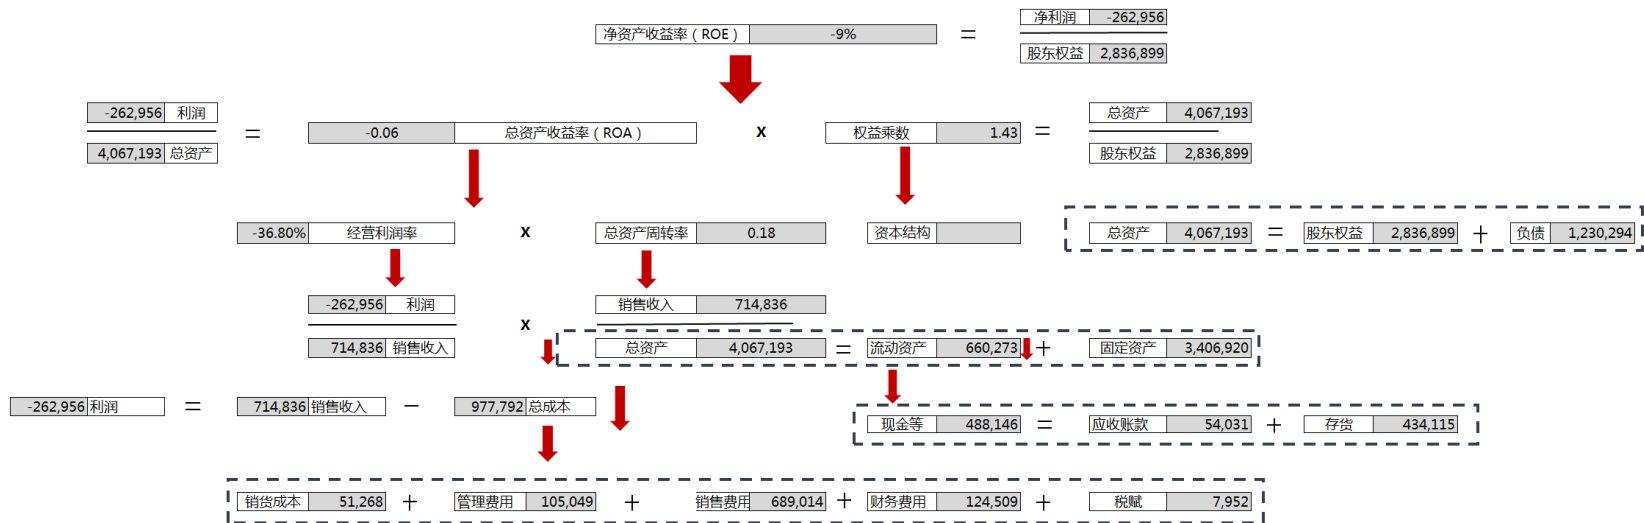 净利润 -262,956
净资产收益率（ROE） -9% =
股东权益 2,836,899
-262,956 利润
总资产 4,067,193
= -0.06 总资产收益率（ROA） x 权益乘数 1.43 =
4,067,193 总资产
股东权益 2,836,899
-36.80% 经营利润率 x 总资产周转率 0.18 资本结构 总资产 4,067,193 = 股东权益 2,836,899 + 负债 1,230,294
-262,956 利润 销售收入 714,836
x
714,836 销售收入 总资产 4,067,193 = 流动资产 660,273 + 固定资产 3,406,920
-262,956 利润 = 714,836 销售收入 − 977,792 总成本
现金等 488,146 = 应收账款 54,031 + 存货 434,115
销货成本 51,268 + 管理费用 105,049 + 销售费用 689,014 + 财务费用 124,509 + 税赋 7,952